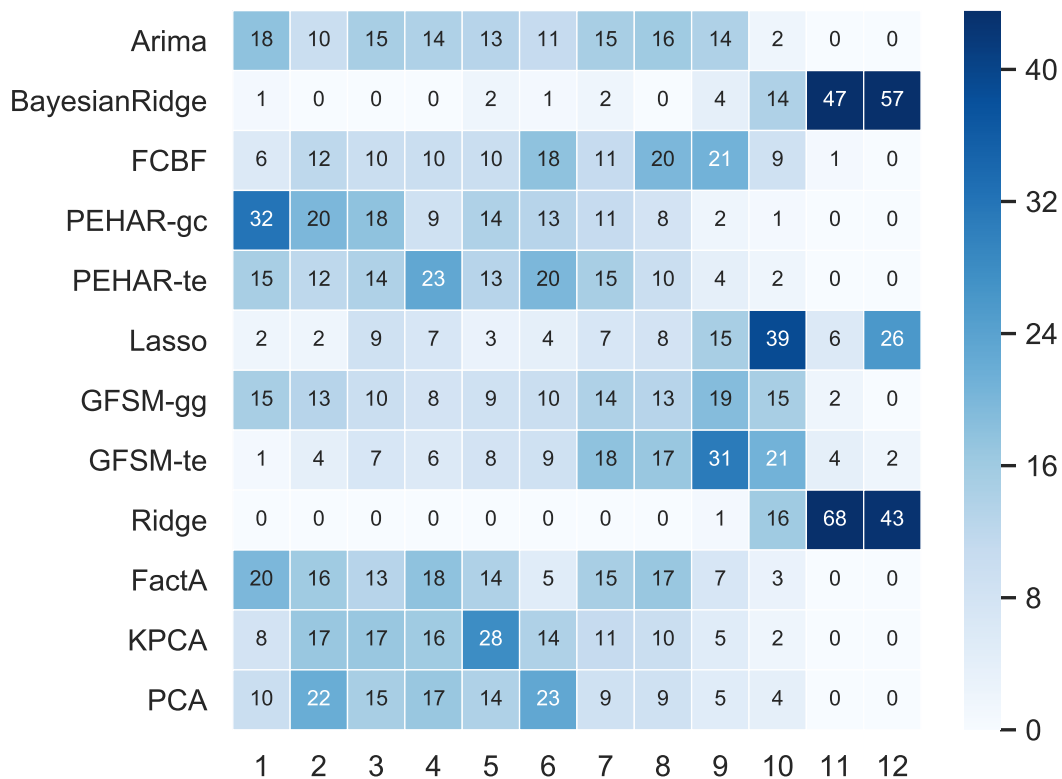 Arima 18 10 15 14 13 11 15 16 14 2 0 0
BayesianRidge 1 0 0 0 2 1 2 0 4 14 47 57
FCBF 6 12 10 10 10 18 11 20 21 9 1 0
PEHAR-gc 32 20 18 9 14 13 11 8 2 1 0 0
PEHAR-te 15 12 14 23 13 20 15 10 4 2 0 0
Lasso 2 2 9 7 3 4 7 8 15 39 6 26
GFSM-gg 15 13 10 8 9 10 14 13 19 15 2 0
GFSM-te 1 4 7 6 8 9 18 17 31 21 4 2
Ridge 0 0 0 0 0 0 0 0 1 16 68 43
FactA 20 16 13 18 14 5 15 17 7 3 0 0
KPCA 8 17 17 16 28 14 11 10 5 2 0 0
PCA 10 22 15 17 14 23 9 9 5 4 0 0
1 2 3 4 5 6 7 8 9 10 11 12
40
32
24
16
8
0